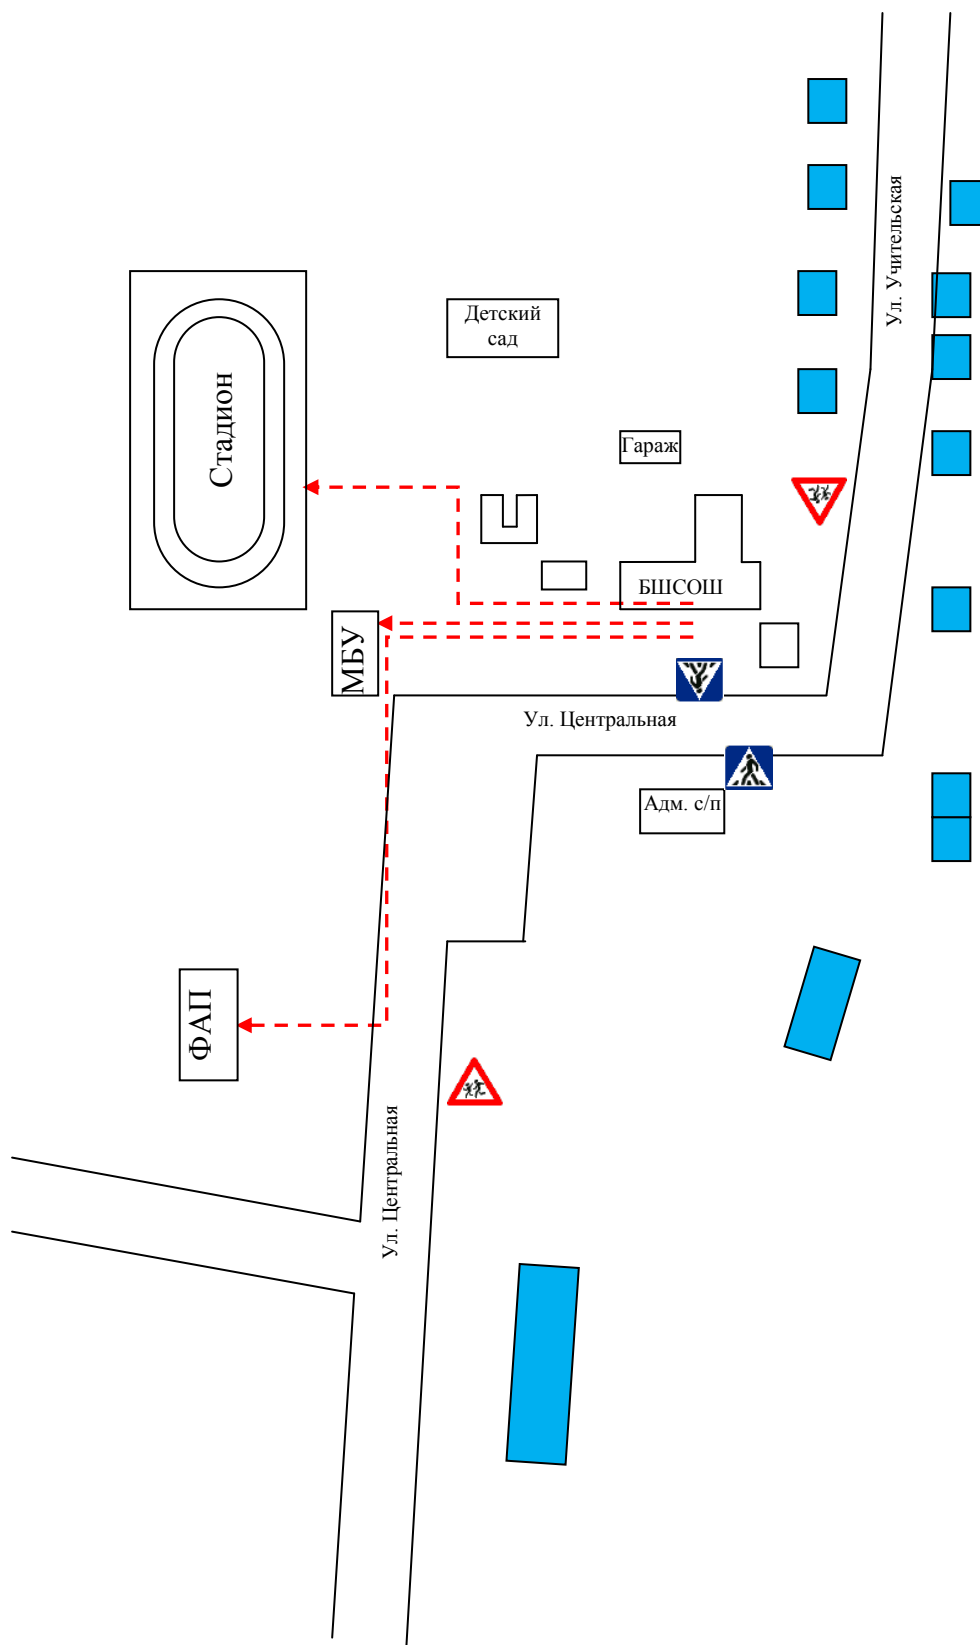 Ул. Учительская
Детский
сад
Стадион
Гараж
БШСОШ
МБУ
Ул. Центральная
Адм. с/п
ФАП
Ул. Центральная